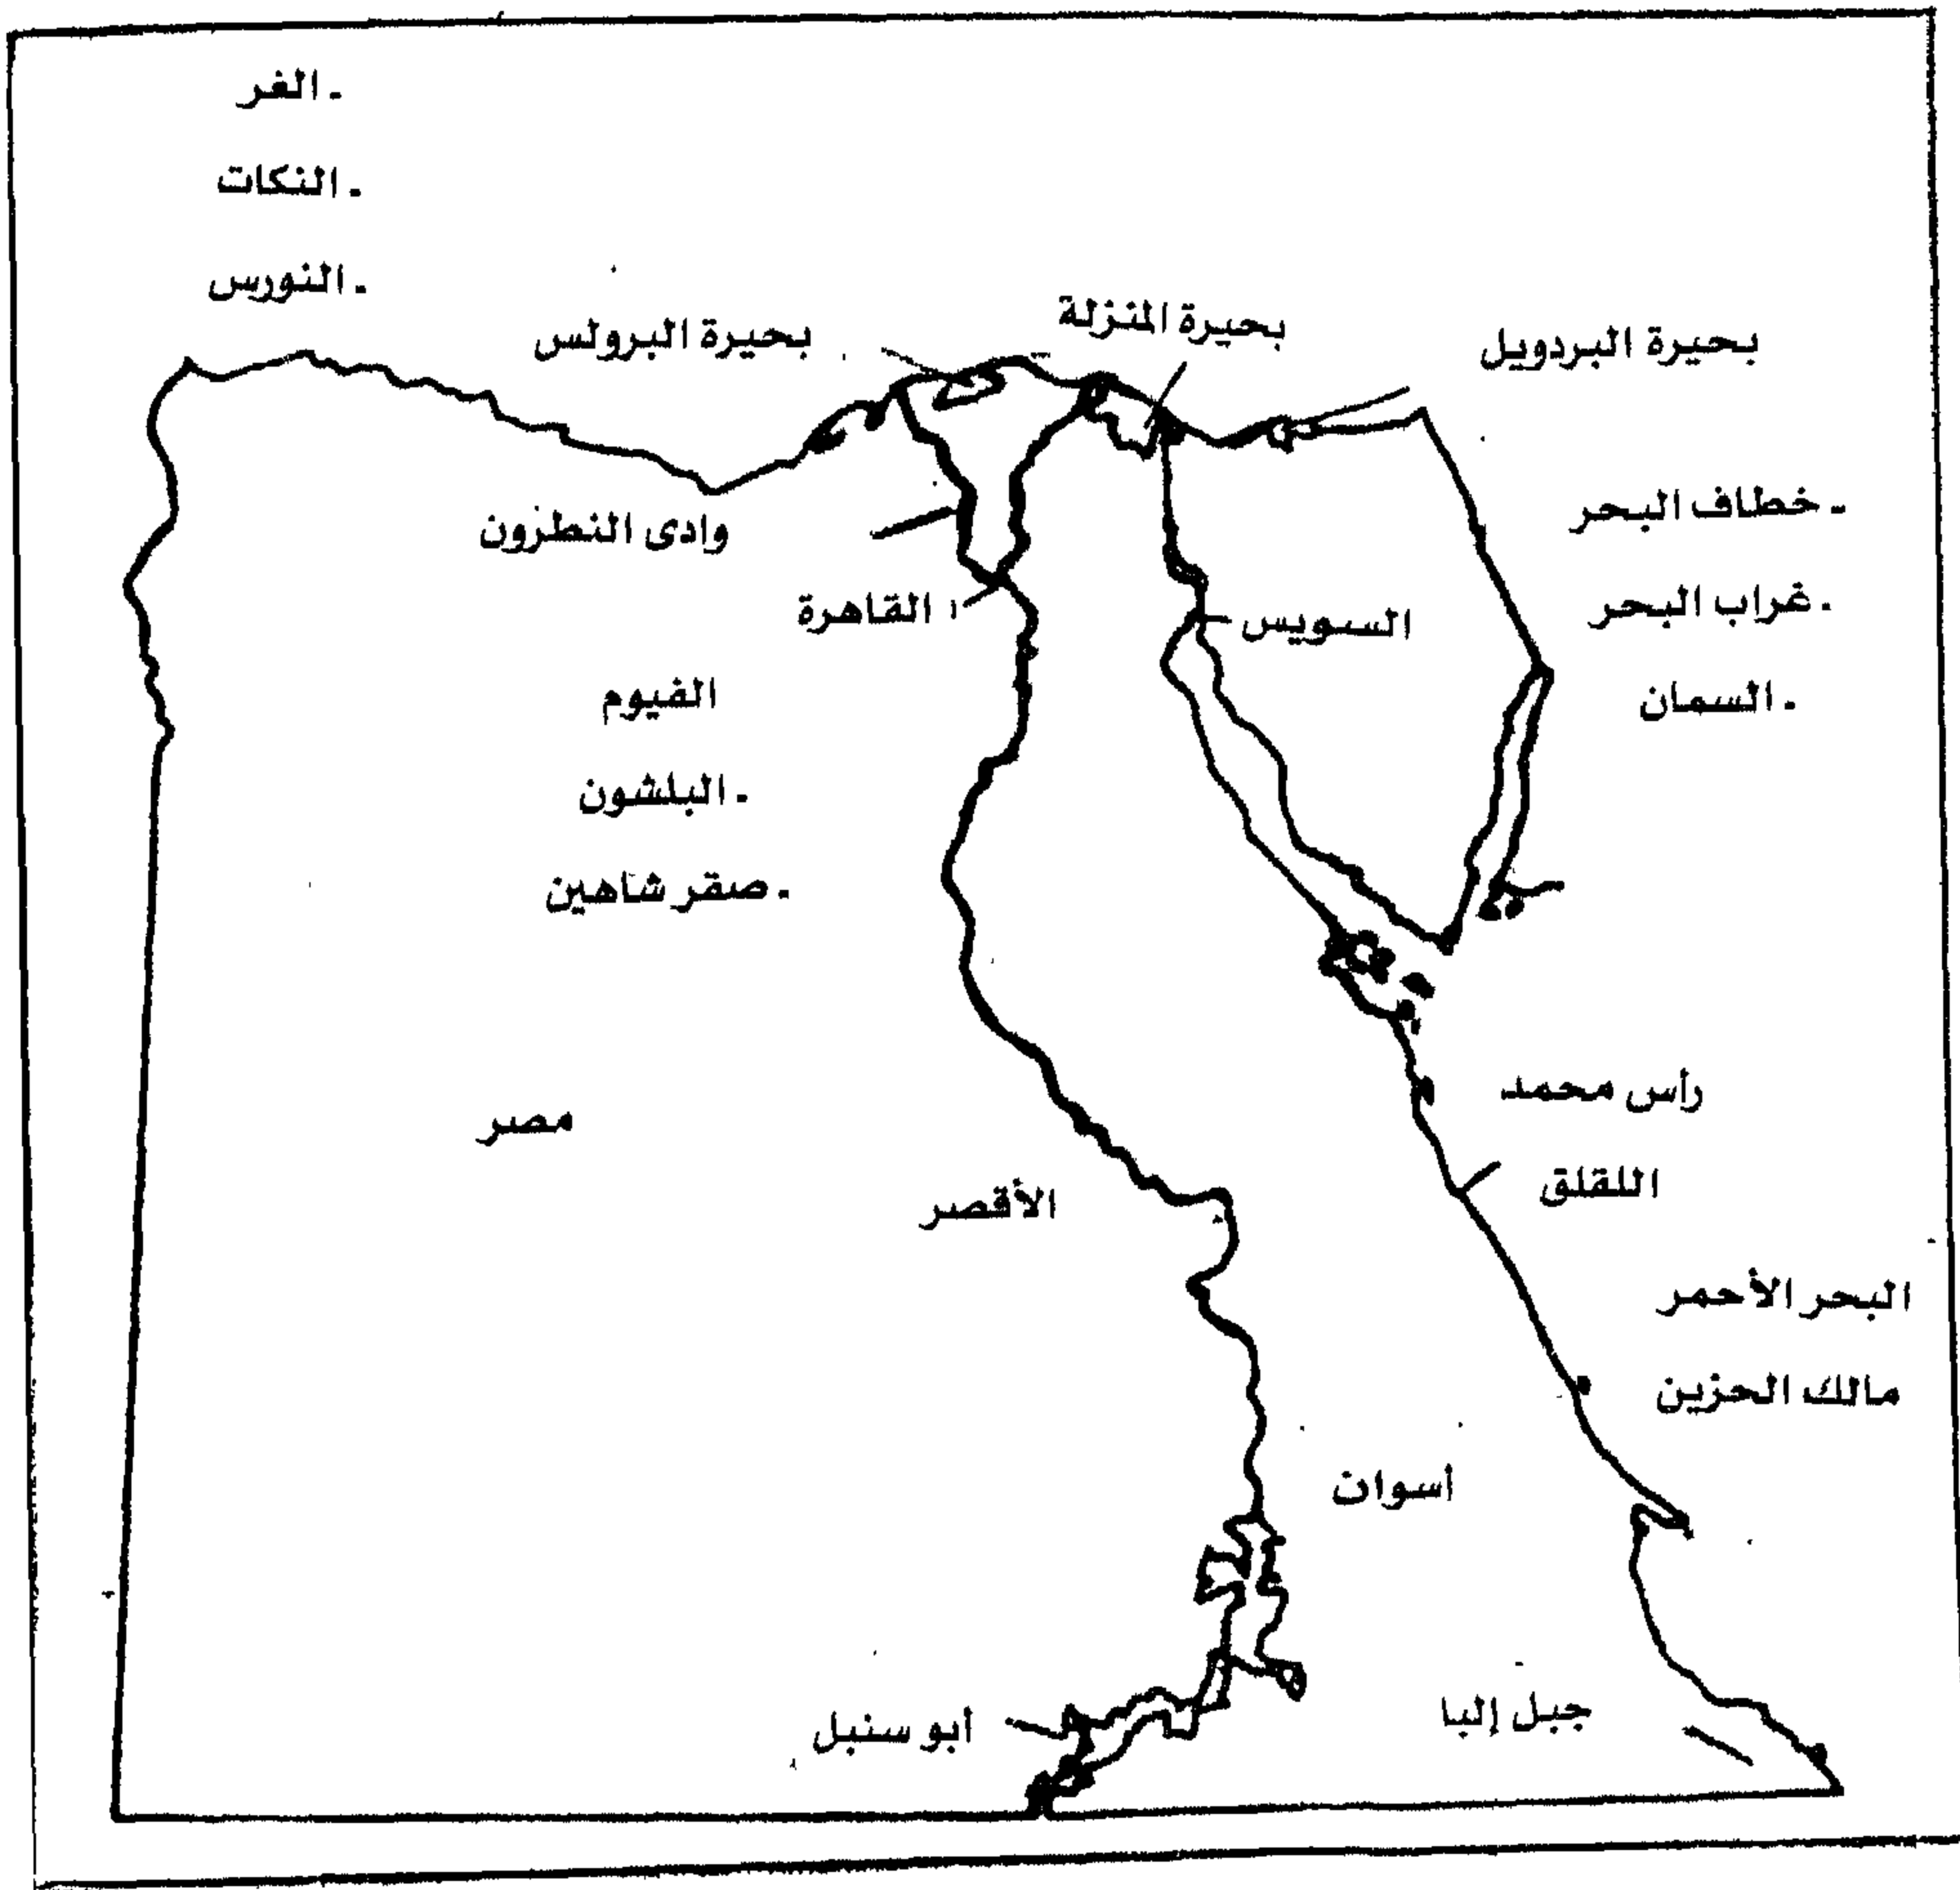 - الغر
- النكات
- النورس
بحيرة البرولس
بحيرة المنزلة
بحيرة البردويل
وادى النطرون
- خطاف البحر
القاهرة
السويس
- غراب البحر
الفيوم
- السمان
- البلشون
- صقر شاهين
رأس محمد
مصر
اللقلق
الأقصر
البحر الأحمر
مالك الحزين
أسوان
أبو سنبل
جبل إلبا